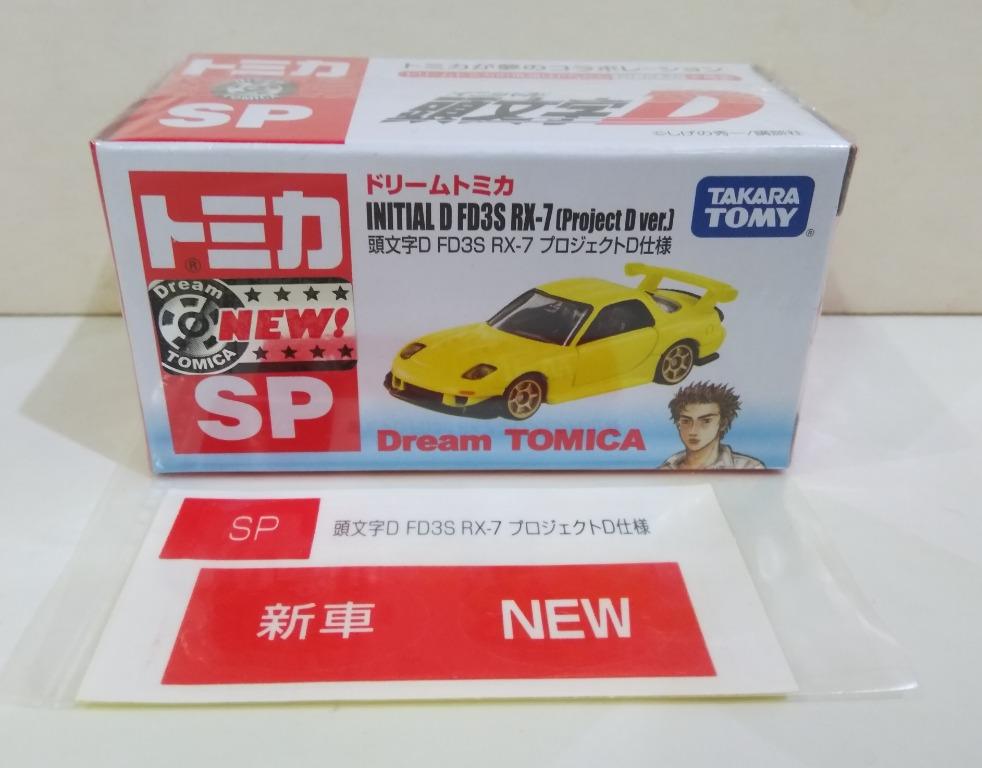 トミカ
TOMICA
SP
トミカが夢のコラボレーション
頭文字D
©しげの秀一/講談社
トミカ®
Dream
TOMICA
NEW!
SP
ドリームトミカ
INITIAL D FD3S RX-7 (Project D ver.)
頭文字D FD3S RX-7 プロジェクトD仕様
TAKARA
TOMY®
Dream TOMICA
SP
頭文字D FD3S RX-7 プロジェクトD仕様
新車 NEW